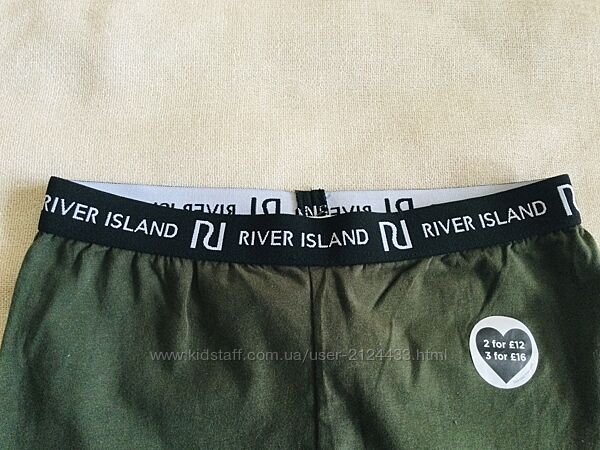 RIVER ISLAND RI RIVER ISLAND RI RIVER ISLAND RI
2 for £12
3 for £16
www.kidstaff.com.ua/user-2124433.html